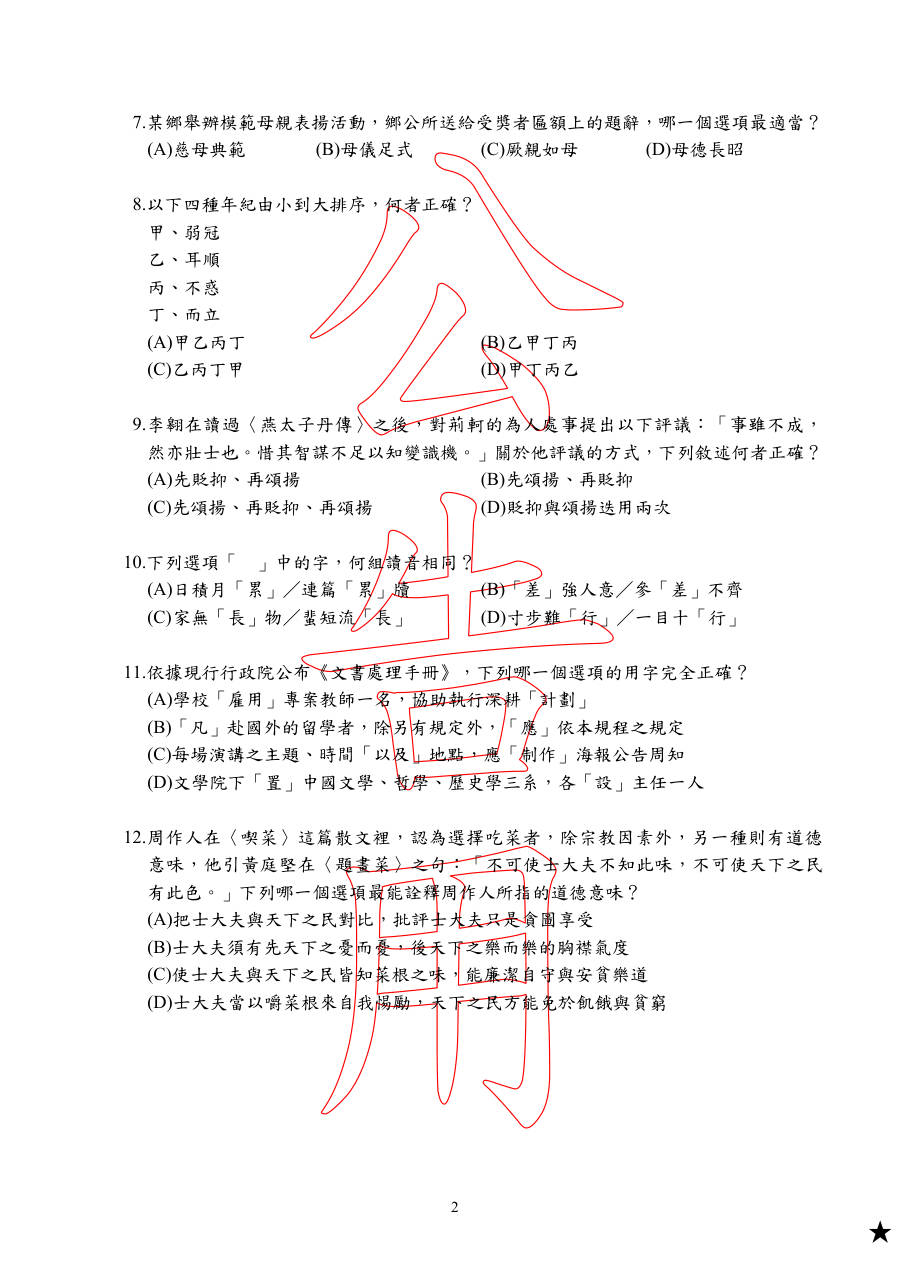 7.某鄉舉辦模範母親表揚活動，鄉公所送給受獎者匾額上的題辭，哪一個選項最適當？
(A)慈母典範 (B)母儀足式 (C)厥親如母 (D)母德長昭
8.以下四種年紀由小到大排序，何者正確？
甲、弱冠
乙、耳順
丙、不惑
丁、而立
(A)甲乙丙丁 (B)乙甲丁丙
(C)乙丙丁甲 (D)甲丁丙乙
9.李翱在讀過〈燕太子丹傳〉之後，對荊軻的為人處事提出以下評議：「事雖不成，
然亦壯士也。惜其智謀不足以知變識機。」關於他評議的方式，下列敘述何者正確？
(A)先貶抑、再頌揚 (B)先頌揚、再貶抑
(C)先頌揚、再貶抑、再頌揚 (D)貶抑與頌揚迭用兩次
10.下列選項「　」中的字，何組讀音相同？
(A)日積月「累」／連篇「累」牘 (B)「差」強人意／參「差」不齊
(C)家無「長」物／蜚短流「長」 (D)寸步難「行」／一目十「行」
11.依據現行行政院公布《文書處理手冊》，下列哪一個選項的用字完全正確？
(A)學校「雇用」專案教師一名，協助執行深耕「計劃」
(B)「凡」赴國外的留學者，除另有規定外，「應」依本規程之規定
(C)每場演講之主題、時間「以及」地點，應「制作」海報公告周知
(D)文學院下「置」中國文學、哲學、歷史學三系，各「設」主任一人
12.周作人在〈喫菜〉這篇散文裡，認為選擇吃菜者，除宗教因素外，另一種則有道德
意味，他引黃庭堅在〈題畫菜〉之句：「不可使士大夫不知此味，不可使天下之民
有此色。」下列哪一個選項最能詮釋周作人所指的道德意味？
(A)把士大夫與天下之民對比，批評士大夫只是貪圖享受
(B)士大夫須有先天下之憂而憂，後天下之樂而樂的胸襟氣度
(C)使士大夫與天下之民皆知菜根之味，能廉潔自守與安貧樂道
(D)士大夫當以嚼菜根來自我惕勵，天下之民方能免於飢餓與貧窮
公告用
2
★